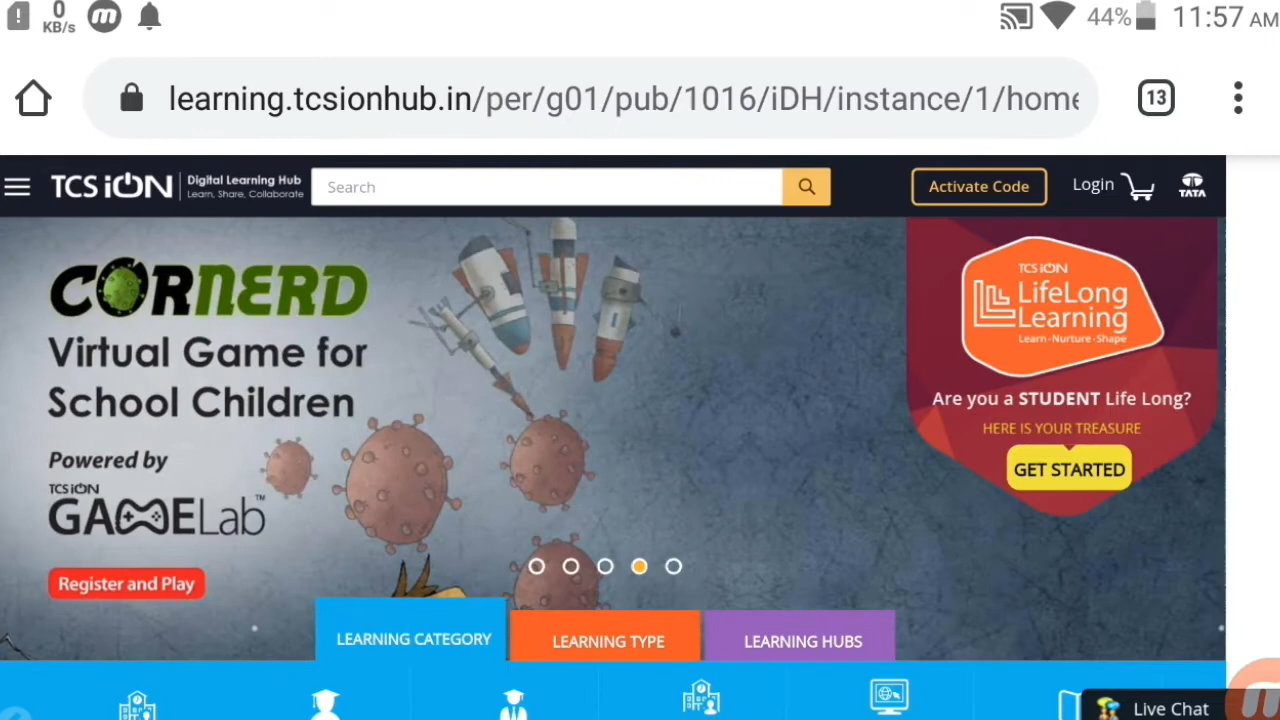 0
KB/s
44%
11:57 AM
learning.tcsionhub.in/per/g01/pub/1016/iDH/instance/1/home
13
TCS iON
Digital Learning Hub
Learn, Share, Collaborate
Search
Activate Code
Login
TATA
CORNERD
Virtual Game for
School Children
Powered by
TCS iON
GAMELab™
Register and Play
TCS iON
LifeLong
Learning
Learn-Nurture-Shape
Are you a STUDENT Life Long?
HERE IS YOUR TREASURE
GET STARTED
LEARNING CATEGORY
LEARNING TYPE
LEARNING HUBS
Live Chat